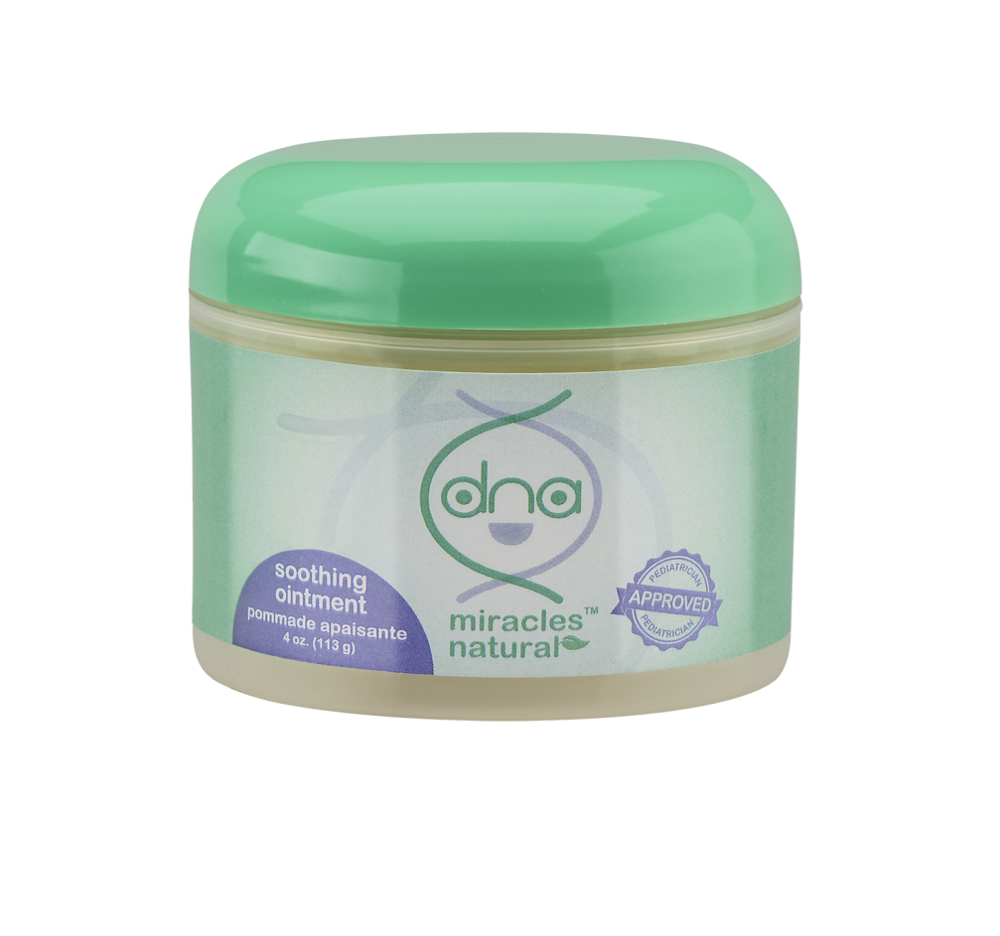 dna
miracles™
natural
soothing
ointment
pommade apaisante
4 oz. (113 g)
PEDIATRICIAN
APPROVED
PEDIATRICIAN